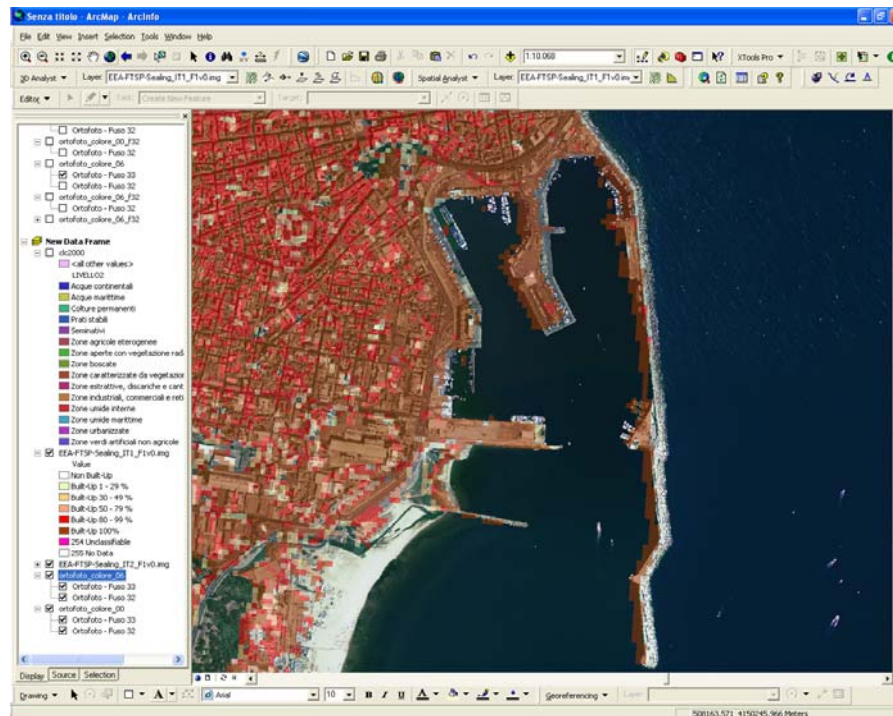 Senza titolo - ArcMap - ArcInfo
File Edit View Insert Selection Tools Window Help
1:10.068
XTools Pro
3D Analyst
Layer: EEA-FTSP-Sealing_IT1_F1v0.img
Spatial Analyst
Layer: EEA-FTSP-Sealing_IT1_F1v0.im
Editor
Task: Create New Feature
Target:
Ortofoto - Fuso 32
ortofoto_colore_00_f32
Ortofoto - Fuso 32
ortofoto_colore_06
Ortofoto - Fuso 33
Ortofoto - Fuso 32
ortofoto_colore_06_f32
Ortofoto - Fuso 32
ortofoto_colore_06_f32
New Data Frame
clc2000
<all other values>
LIVELLO2
Acque continentali
Acque marittime
Colture permanenti
Prati stabili
Seminativi
Zone agricole eterogenee
Zone aperte con vegetazione rad
Zone boscate
Zone caratterizzate da vegetazion
Zone estrattive, discariche e cant
Zone industriali, commerciali e reti
Zone umide interne
Zone umide marittime
Zone urbanizzate
Zone verdi artificiali non agricole
EEA-FTSP-Sealing_IT1_F1v0.img
Value
Non Built-Up
Built-Up 1 - 29 %
Built-Up 30 - 49 %
Built-Up 50 - 79 %
Built-Up 80 - 99 %
Built-Up 100%
254 Unclassifiable
255 No Data
EEA-FTSP-Sealing_IT2_F1v0.img
ortofoto_colore_06
Ortofoto - Fuso 33
Ortofoto - Fuso 32
ortofoto_colore_00
Ortofoto - Fuso 33
Ortofoto - Fuso 32
Display Source Selection
Drawing
A
Arial
10
B I U A
Georeferencing
Layer:
508163,571 4150245,966 Meters